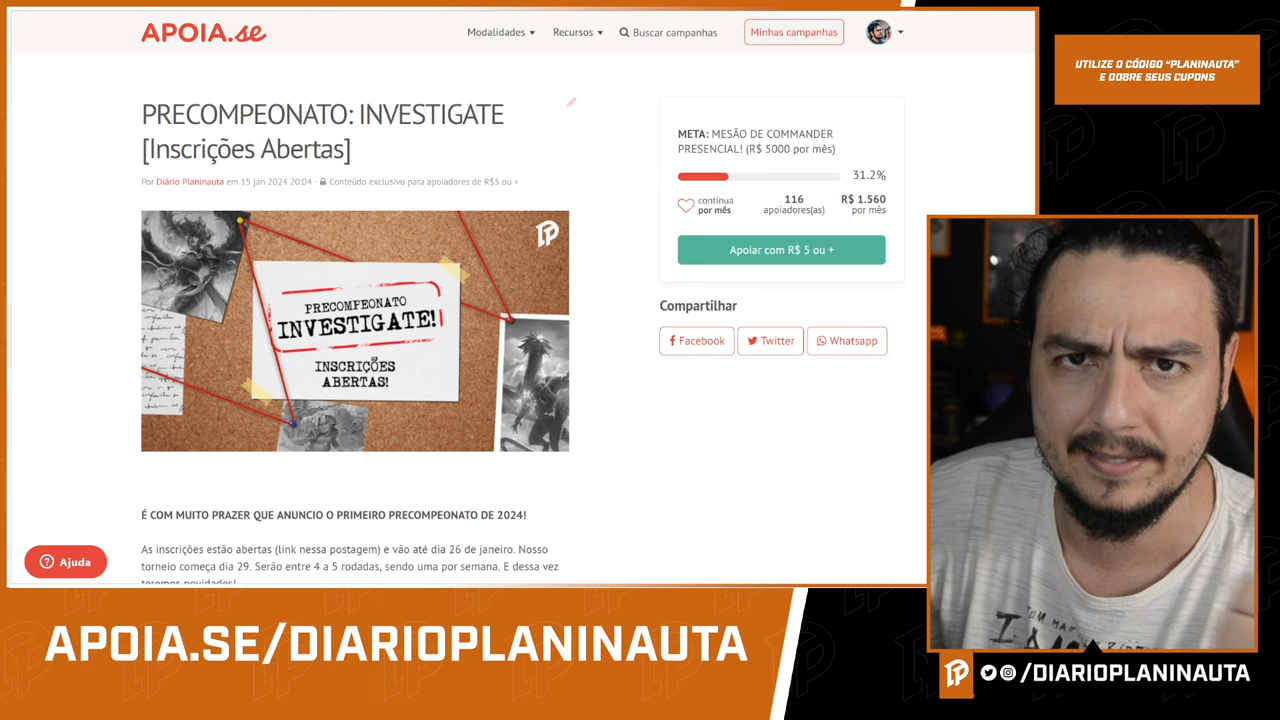 APOIA.se
Modalidades
Recursos
Buscar campanhas
Minhas campanhas
UTILIZE O CÓDIGO “PLANINAUTA”
E DOBRE SEUS CUPONS
PRECOMPEONATO: INVESTIGATE
[Inscrições Abertas]
Por Diário Planinauta em 15 jan 2024 20:04 - Conteúdo exclusivo para apoiadores de R$5 ou +
PRECOMPEONATO
INVESTIGATE!
INSCRIÇÕES
ABERTAS!
META: MESÃO DE COMMANDER
PRESENCIAL! (R$ 5000 por mês)
31.2%
contínua
por mês
116
apoiadores(as)
R$ 1.560
por mês
Apoiar com R$ 5 ou +
Compartilhar
Facebook
Twitter
Whatsapp
É COM MUITO PRAZER QUE ANUNCIO O PRIMEIRO PRECOMPEONATO DE 2024!
As inscrições estão abertas (link nessa postagem) e vão até dia 26 de janeiro. Nosso
torneio começa dia 29. Serão entre 4 a 5 rodadas, sendo uma por semana. E dessa vez
teremos novidades!
Ajuda
APOIA.SE/DIARIOPLANINAUTA
/DIARIOPLANINAUTA